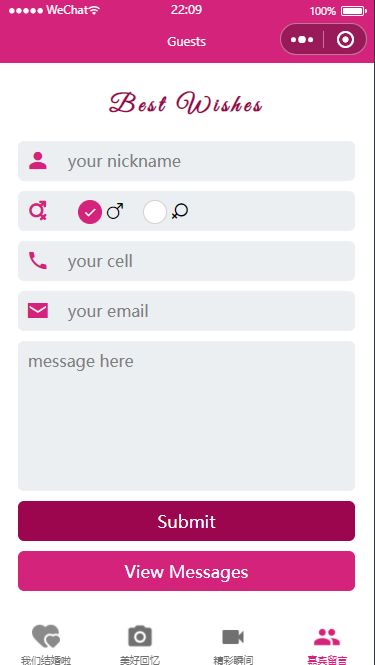 WeChat
22:09
100%
Guests
Best Wishes
your nickname
your cell
your email
message here
Submit
View Messages
我们结婚啦
美好回忆
精彩瞬间
嘉宾留言